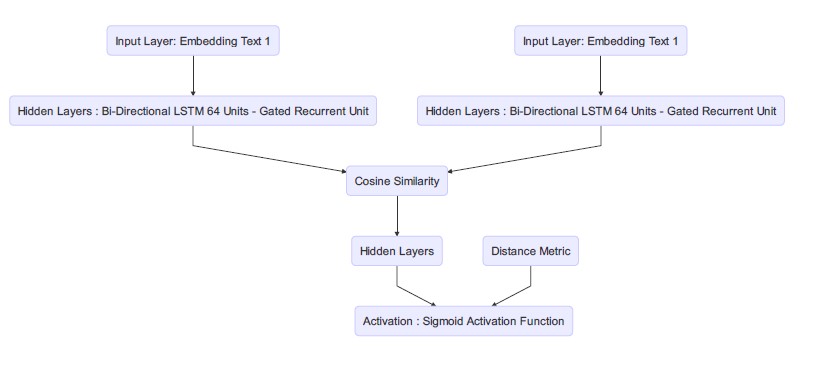 Input Layer: Embedding Text 1
Input Layer: Embedding Text 1
Hidden Layers : Bi-Directional LSTM 64 Units - Gated Recurrent Unit
Hidden Layers : Bi-Directional LSTM 64 Units - Gated Recurrent Unit
Cosine Similarity
Hidden Layers
Distance Metric
Activation : Sigmoid Activation Function